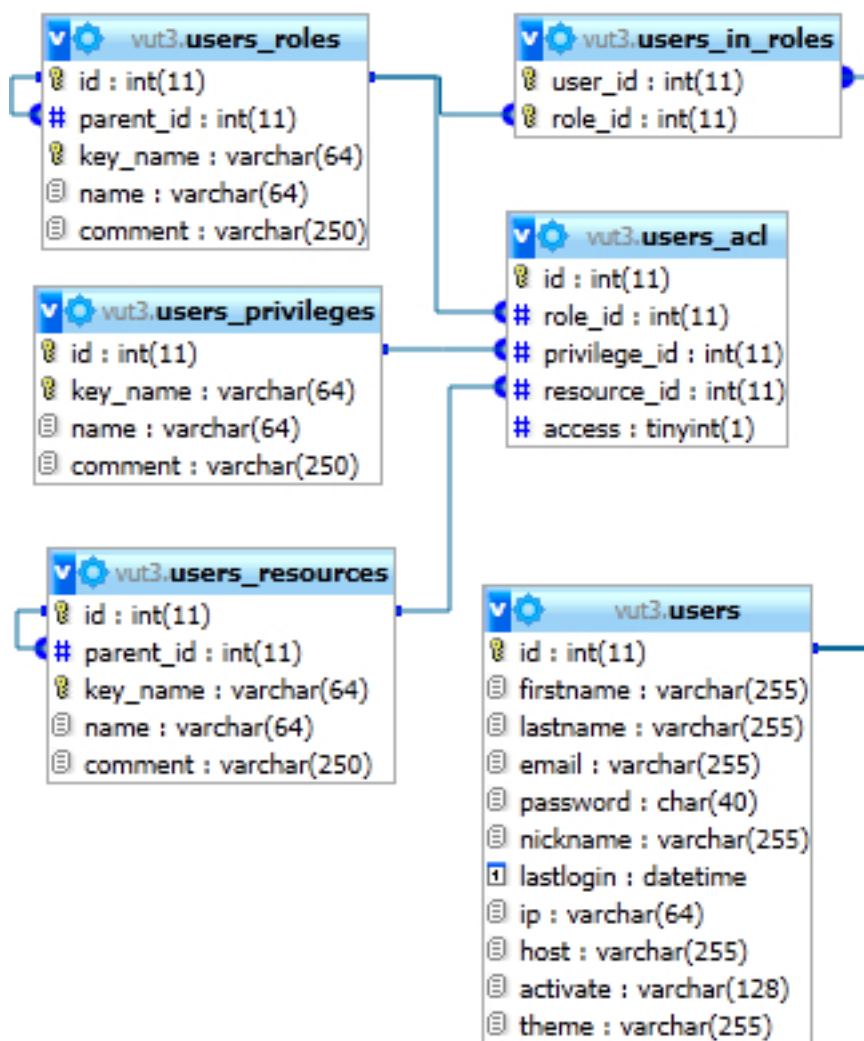 vut3.users_roles
id : int(11)
# parent_id : int(11)
key_name : varchar(64)
name : varchar(64)
comment : varchar(250)
vut3.users_in_roles
user_id : int(11)
role_id : int(11)
vut3.users_acl
id : int(11)
# role_id : int(11)
# privilege_id : int(11)
# resource_id : int(11)
# access : tinyint(1)
vut3.users_privileges
id : int(11)
key_name : varchar(64)
name : varchar(64)
comment : varchar(250)
vut3.users_resources
id : int(11)
# parent_id : int(11)
key_name : varchar(64)
name : varchar(64)
comment : varchar(250)
vut3.users
id : int(11)
firstname : varchar(255)
lastname : varchar(255)
email : varchar(255)
password : char(40)
nickname : varchar(255)
lastlogin : datetime
ip : varchar(64)
host : varchar(255)
activate : varchar(128)
theme : varchar(255)